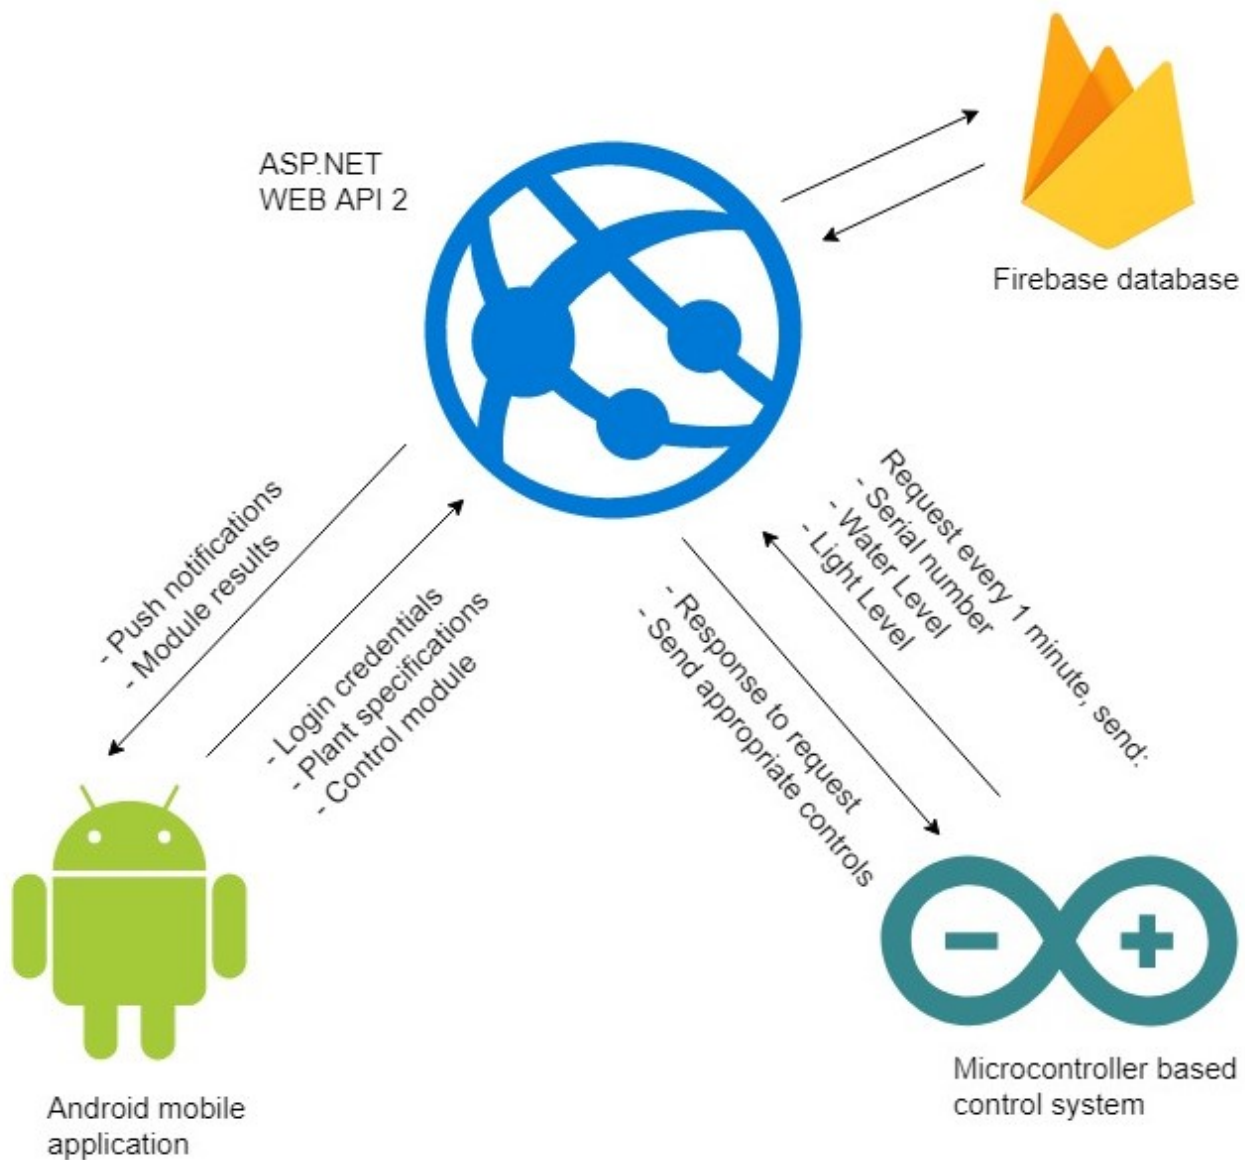 ASP.NET
WEB API 2
Firebase database
- Push notifications
- Module results
- Login credentials
- Plant specifications
- Control module
Request every 1 minute, send:
- Serial number
- Water Level
- Light Level
- Response to request
- Send appropriate controls
Android mobile
application
Microcontroller based
control system